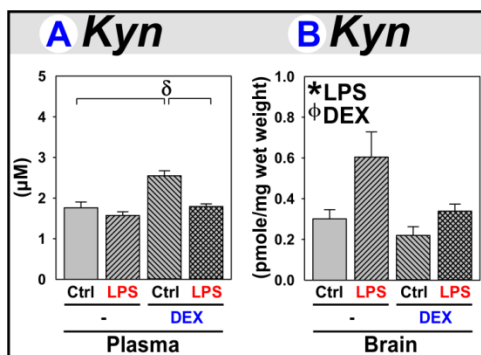 A Kyn
5
4
3
2
1
0
(µM)
δ
Ctrl LPS Ctrl LPS
- DEX
Plasma
B Kyn
1.0
0.8
0.6
0.4
0.2
0.0
(pmole/mg wet weight)
*LPS
ϕDEX
Ctrl LPS Ctrl LPS
- DEX
Brain